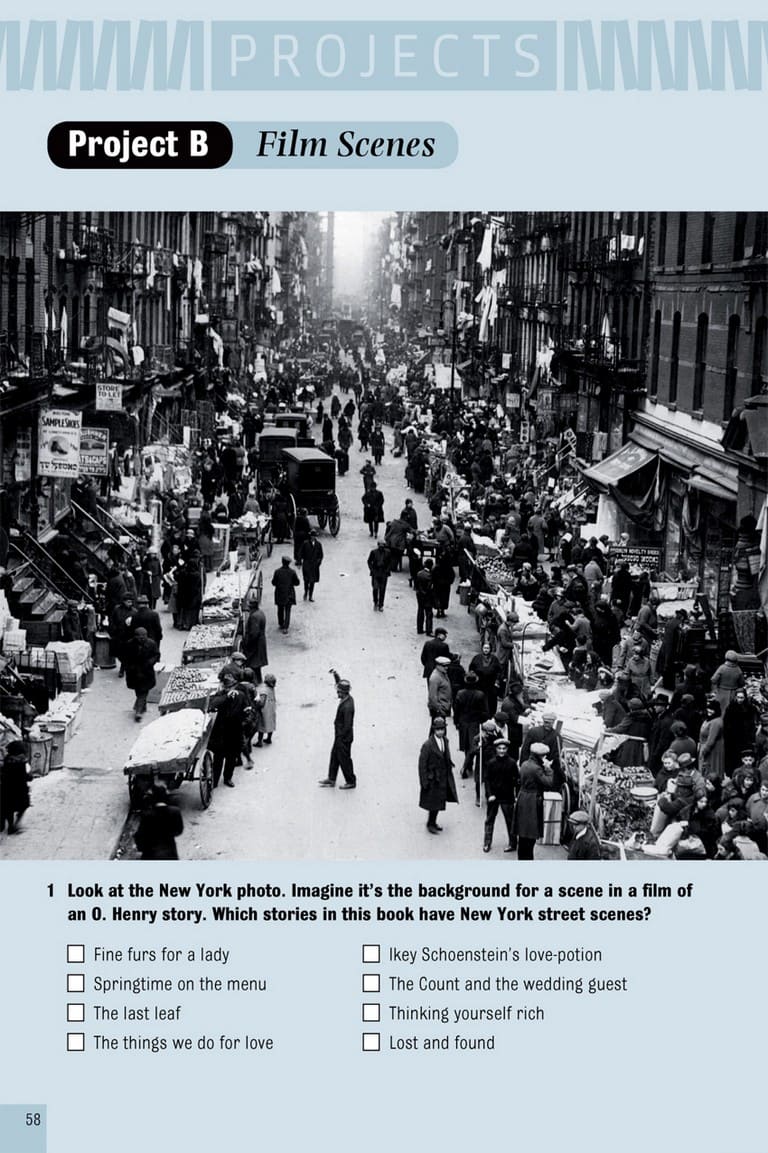 PROJECTS
Project B Film Scenes
STORE
TO LET
SAMPLE SHOES
1 Look at the New York photo. Imagine it's the background for a scene in a film of
an O. Henry story. Which stories in this book have New York street scenes?
Fine furs for a lady
Springtime on the menu
The last leaf
The things we do for love
Ikey Schoenstein's love-potion
The Count and the wedding guest
Thinking yourself rich
Lost and found
58